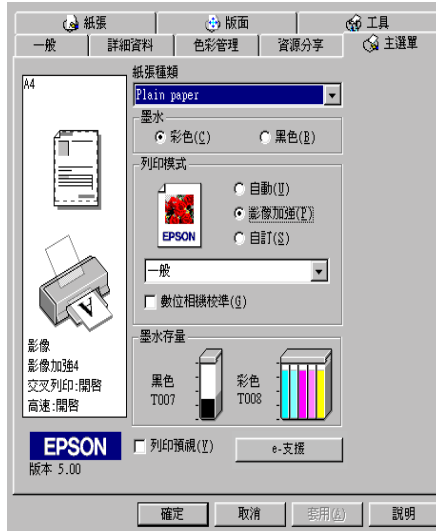 紙張 版面 工具
一般 詳細資料 色彩管理 資源分享 主選單
A4
紙張種類
Plain paper
墨水
彩色(C) 黑色(B)
列印模式
自動(U)
影像加強(P)
自訂(S)
EPSON
一般
數位相機校準(G)
墨水存量
黑色 T007
彩色 T008
影像
影像加強4
交叉列印:開啓
高速:開啓
EPSON
版本 5.00
列印預視(V)
e-支援
確定 取消 套用(A) 說明